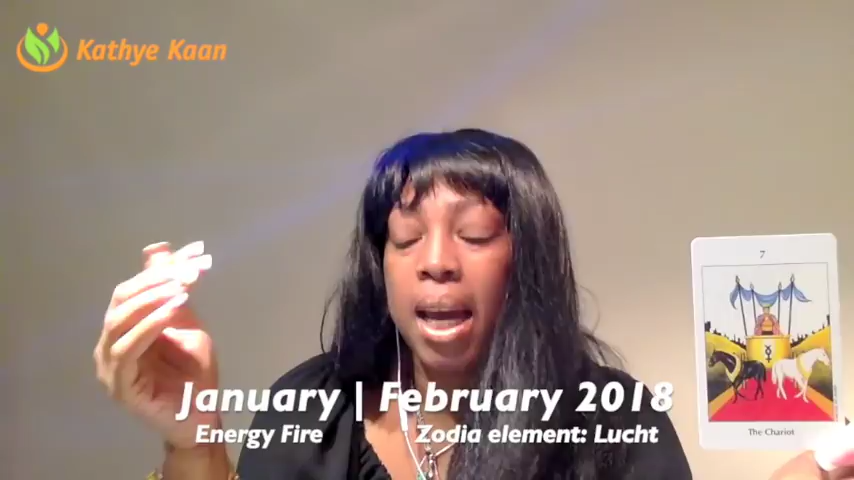 Kathye Kaan
7
The Chariot
January | February 2018
Energy Fire
Zodia element: Lucht